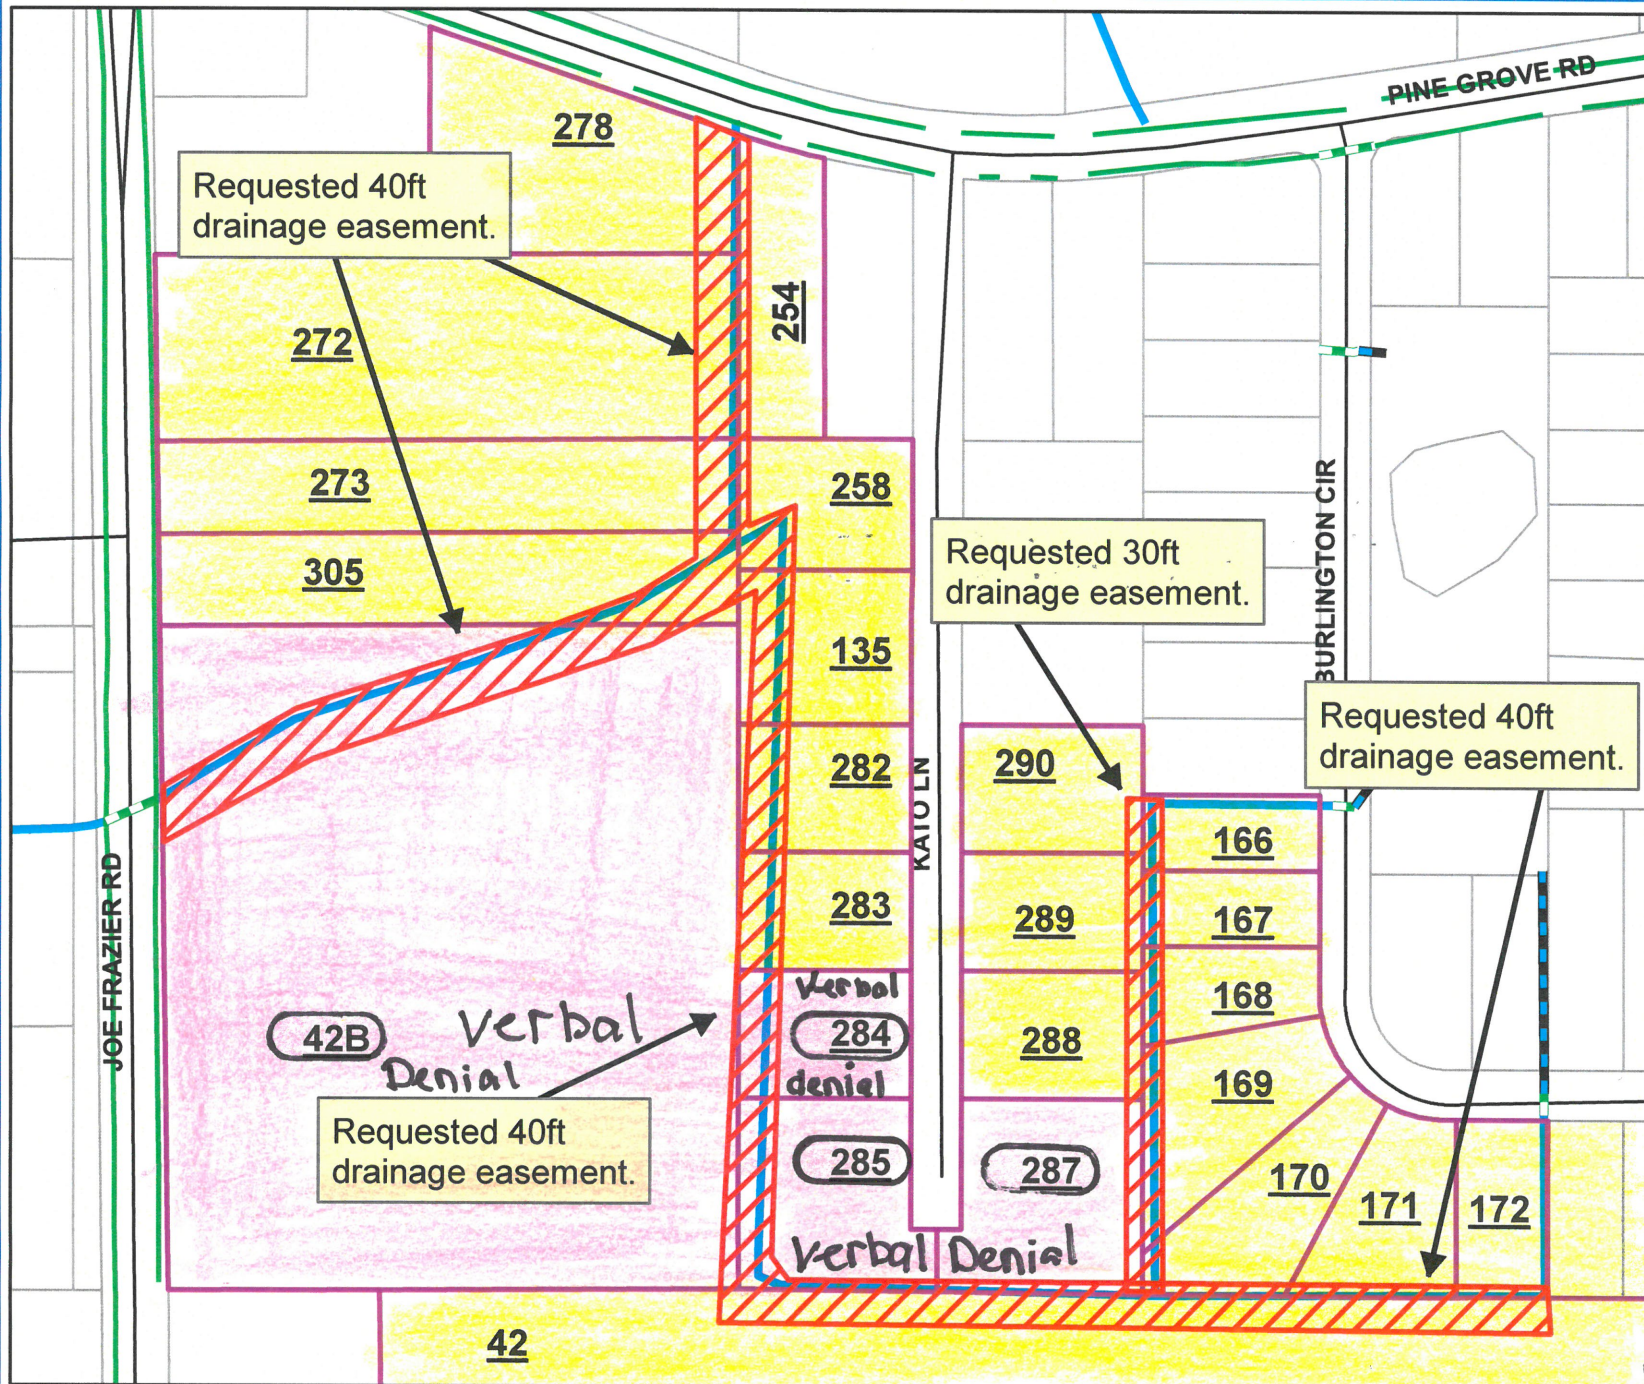 PINE GROVE RD
278
Requested 40ft
drainage easement.
254
272
273
258
305
Requested 30ft
drainage easement.
BURLINGTON CIR
135
Requested 40ft
drainage easement.
282
KATO LN
290
166
JOE FRAZIER RD
283
289
167
Verbal
284
denial
168
42B
Verbal
Denial
288
169
Requested 40ft
drainage easement.
285
287
170
171
172
Verbal Denial
42